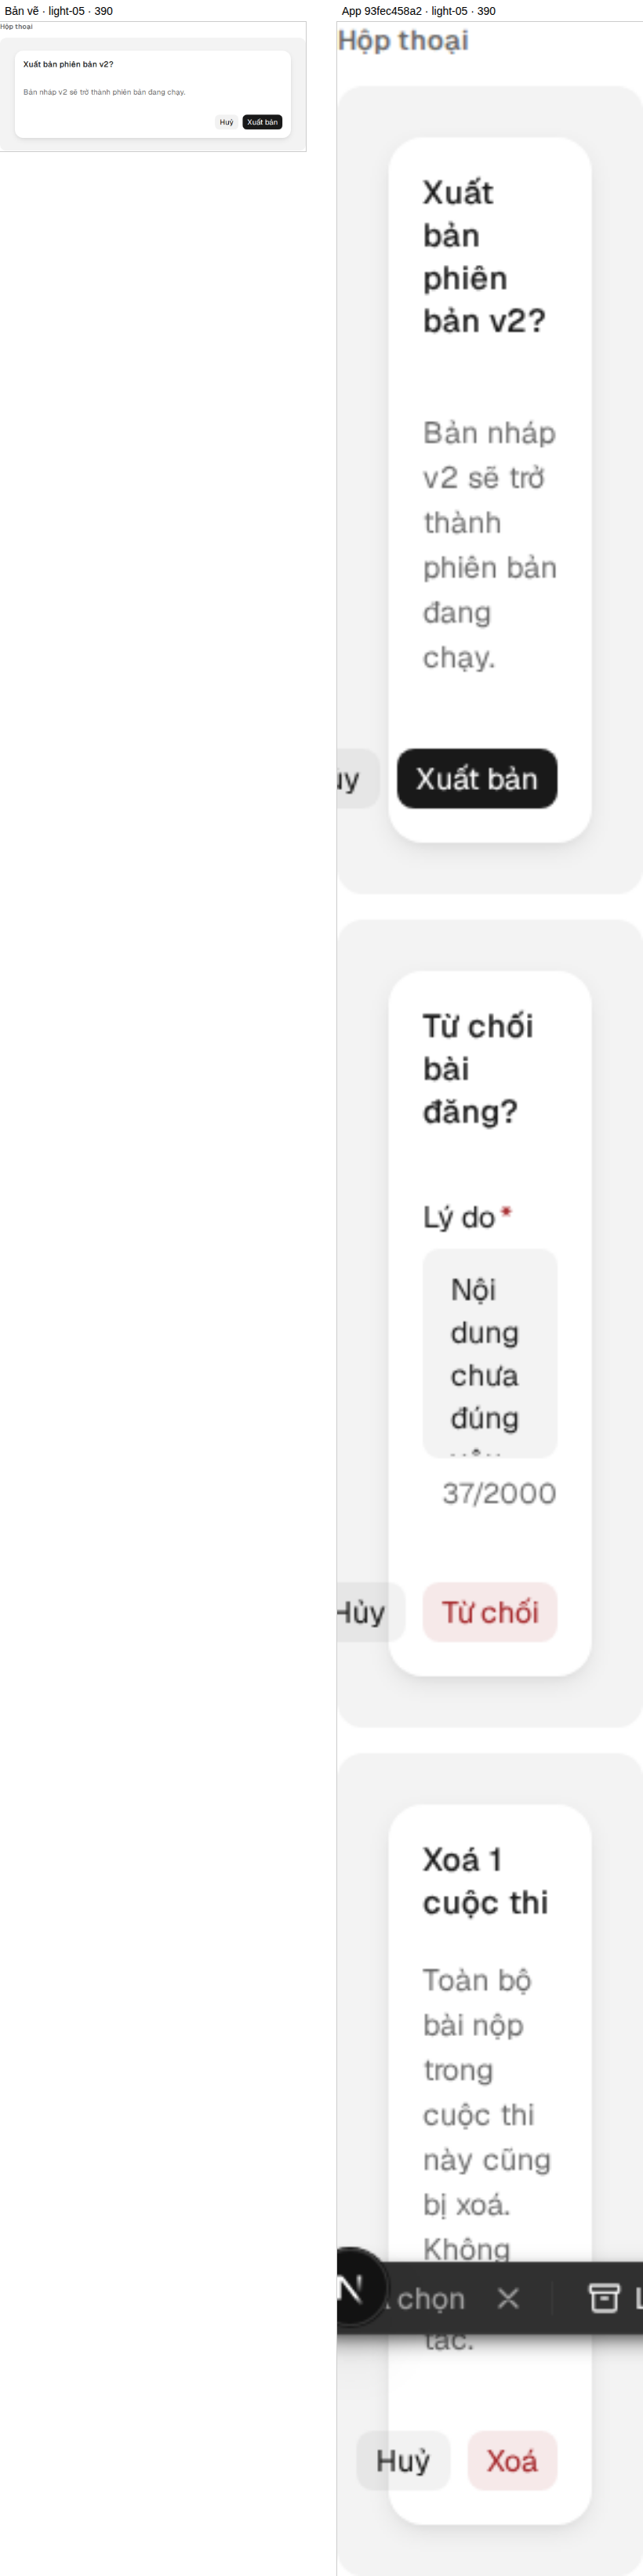 Bản vẽ · light-05 · 390
Hộp thoại
Xuất bản phiên bản v2?
Bản nháp v2 sẽ trở thành phiên bản đang chạy.
Huỷ
Xuất bản
App 93fec458a2 · light-05 · 390
Hộp thoại
Xuất
bản
phiên
bản v2?
Bản nháp
v2 sẽ trở
thành
phiên bản
đang
chạy.
Xuất bản
Từ chối
bài
đăng?
Lý do *
Nội
dung
chưa
đúng
37/2000
Hủy
Từ chối
Xoá 1
cuộc thi
Toàn bộ
bài nộp
trong
cuộc thi
này cũng
bị xoá.
Không
chọn
tác.
Huỷ
Xoá